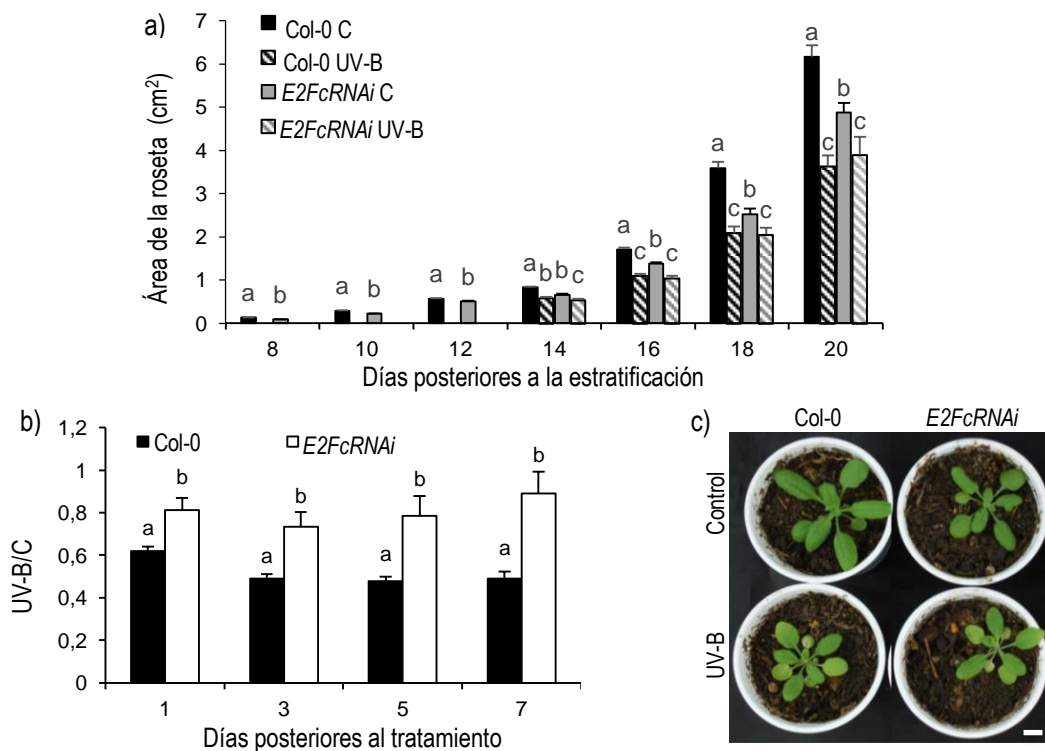 a)
Área de la roseta (cm²)
7
6
5
4
3
2
1
0
Col-0 C
Col-0 UV-B
E2FcRNAi C
E2FcRNAi UV-B
a b
a b
a b
a b b c
a c b c
a c b c
a c b c
8 10 12 14 16 18 20
Días posteriores a la estratificación
b)
UV-B/C
1,2
1
0,8
0,6
0,4
0,2
0
Col-0 E2FcRNAi
a b
a b
a b
a b
1 3 5 7
Días posteriores al tratamiento
c)
Col-0 E2FcRNAi
Control
UV-B